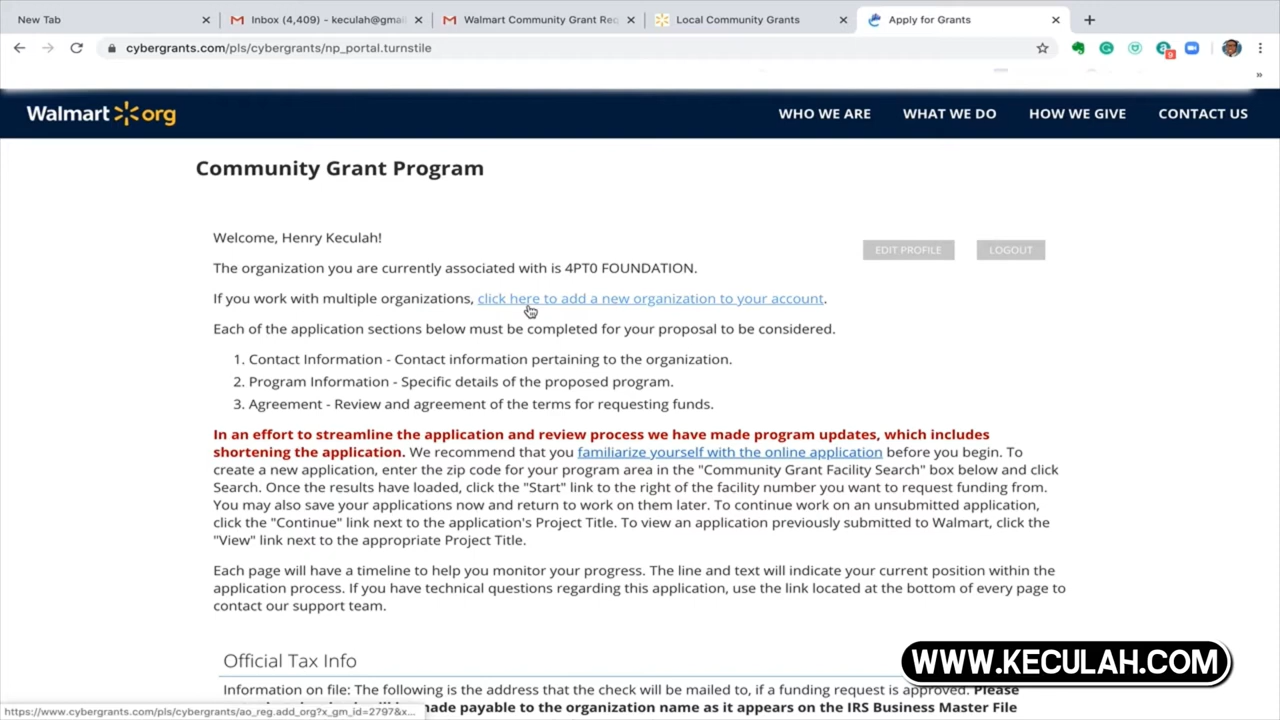 New Tab
Inbox (4,409) - keculah@gmai
Walmart Community Grant Req
Local Community Grants
Apply for Grants
cybergrants.com/pls/cybergrants/np_portal.turnstile
9
»
Walmart org
WHO WE ARE
WHAT WE DO
HOW WE GIVE
CONTACT US
Community Grant Program
Welcome, Henry Keculah!
EDIT PROFILE
LOGOUT
The organization you are currently associated with is 4PT0 FOUNDATION.
If you work with multiple organizations, click here to add a new organization to your account.
Each of the application sections below must be completed for your proposal to be considered.
1. Contact Information - Contact information pertaining to the organization.
2. Program Information - Specific details of the proposed program.
3. Agreement - Review and agreement of the terms for requesting funds.
In an effort to streamline the application and review process we have made program updates, which includes
shortening the application. We recommend that you familiarize yourself with the online application before you begin. To
create a new application, enter the zip code for your program area in the "Community Grant Facility Search" box below and click
Search. Once the results have loaded, click the "Start" link to the right of the facility number you want to request funding from.
You may also save your applications now and return to work on them later. To continue work on an unsubmitted application,
click the "Continue" link next to the application's Project Title. To view an application previously submitted to Walmart, click the
"View" link next to the appropriate Project Title.
Each page will have a timeline to help you monitor your progress. The line and text will indicate your current position within the
application process. If you have technical questions regarding this application, use the link located at the bottom of every page to
contact our support team.
Official Tax Info
WWW.KECULAH.COM
Information on file: The following is the address that the check will be mailed to, if a funding request is approved. Please
https://www.cybergrants.com/pls/cybergrants/ao_reg.add_org?x_gm_id=2797&x...
made payable to the organization name as it appears on the IRS Business Master File